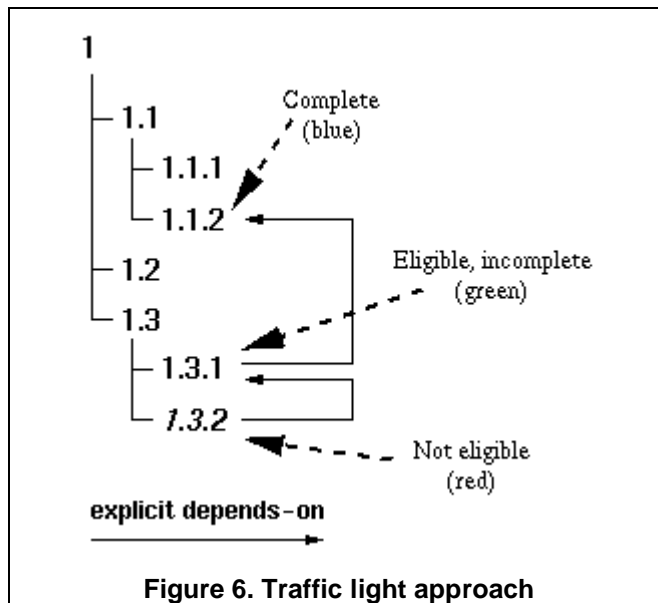 1
Complete
(blue)
1.1
1.1.1
1.1.2
Eligible, incomplete
(green)
1.2
1.3
1.3.1
1.3.2
Not eligible
(red)
explicit depends-on
Figure 6. Traffic light approach